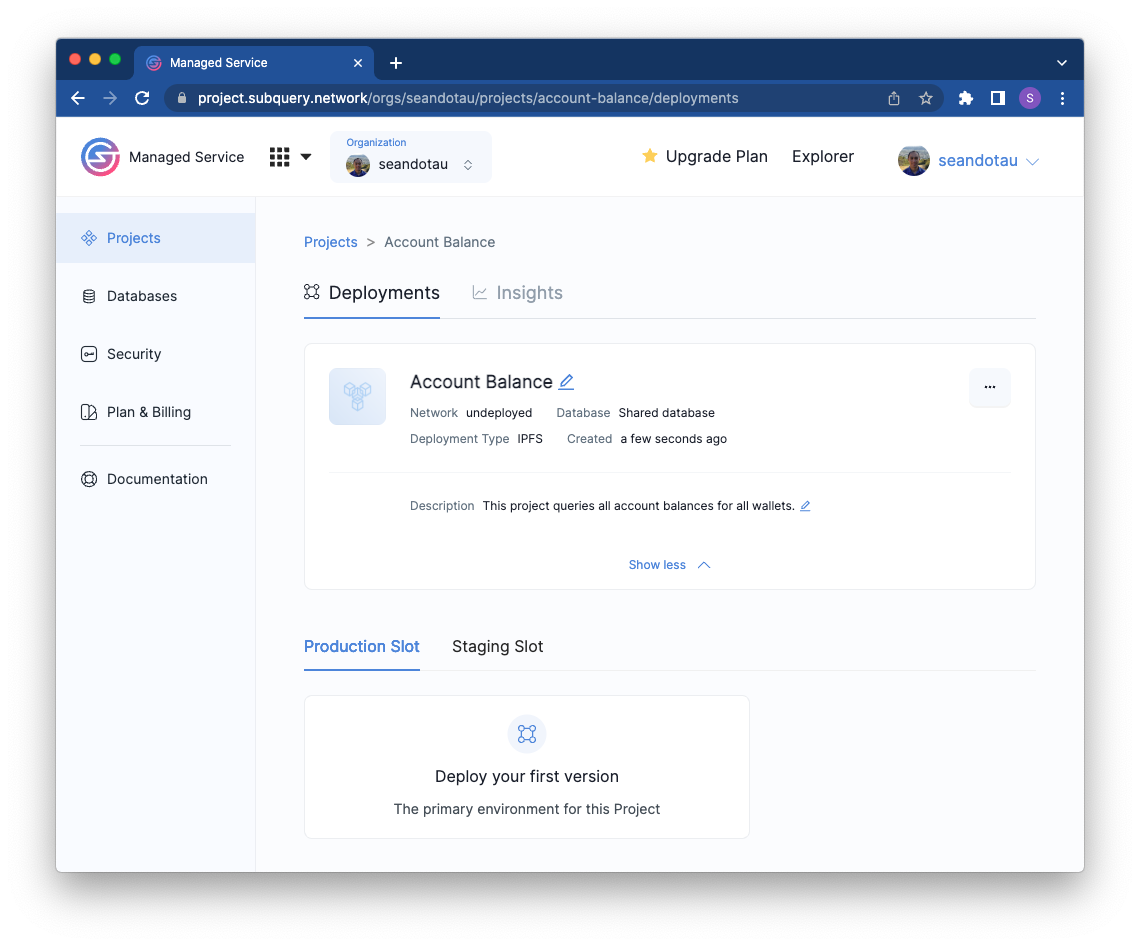 Managed Service
project.subquery.network/orgs/seandotau/projects/account-balance/deployments
S
Managed Service
Organization
seandotau
Upgrade Plan
Explorer
seandotau
Projects
Databases
Security
Plan & Billing
Documentation
Projects > Account Balance
Deployments
Insights
Account Balance
...
Network undeployed Database Shared database
Deployment Type IPFS Created a few seconds ago
Description This project queries all account balances for all wallets.
Show less
Production Slot
Staging Slot
Deploy your first version
The primary environment for this Project